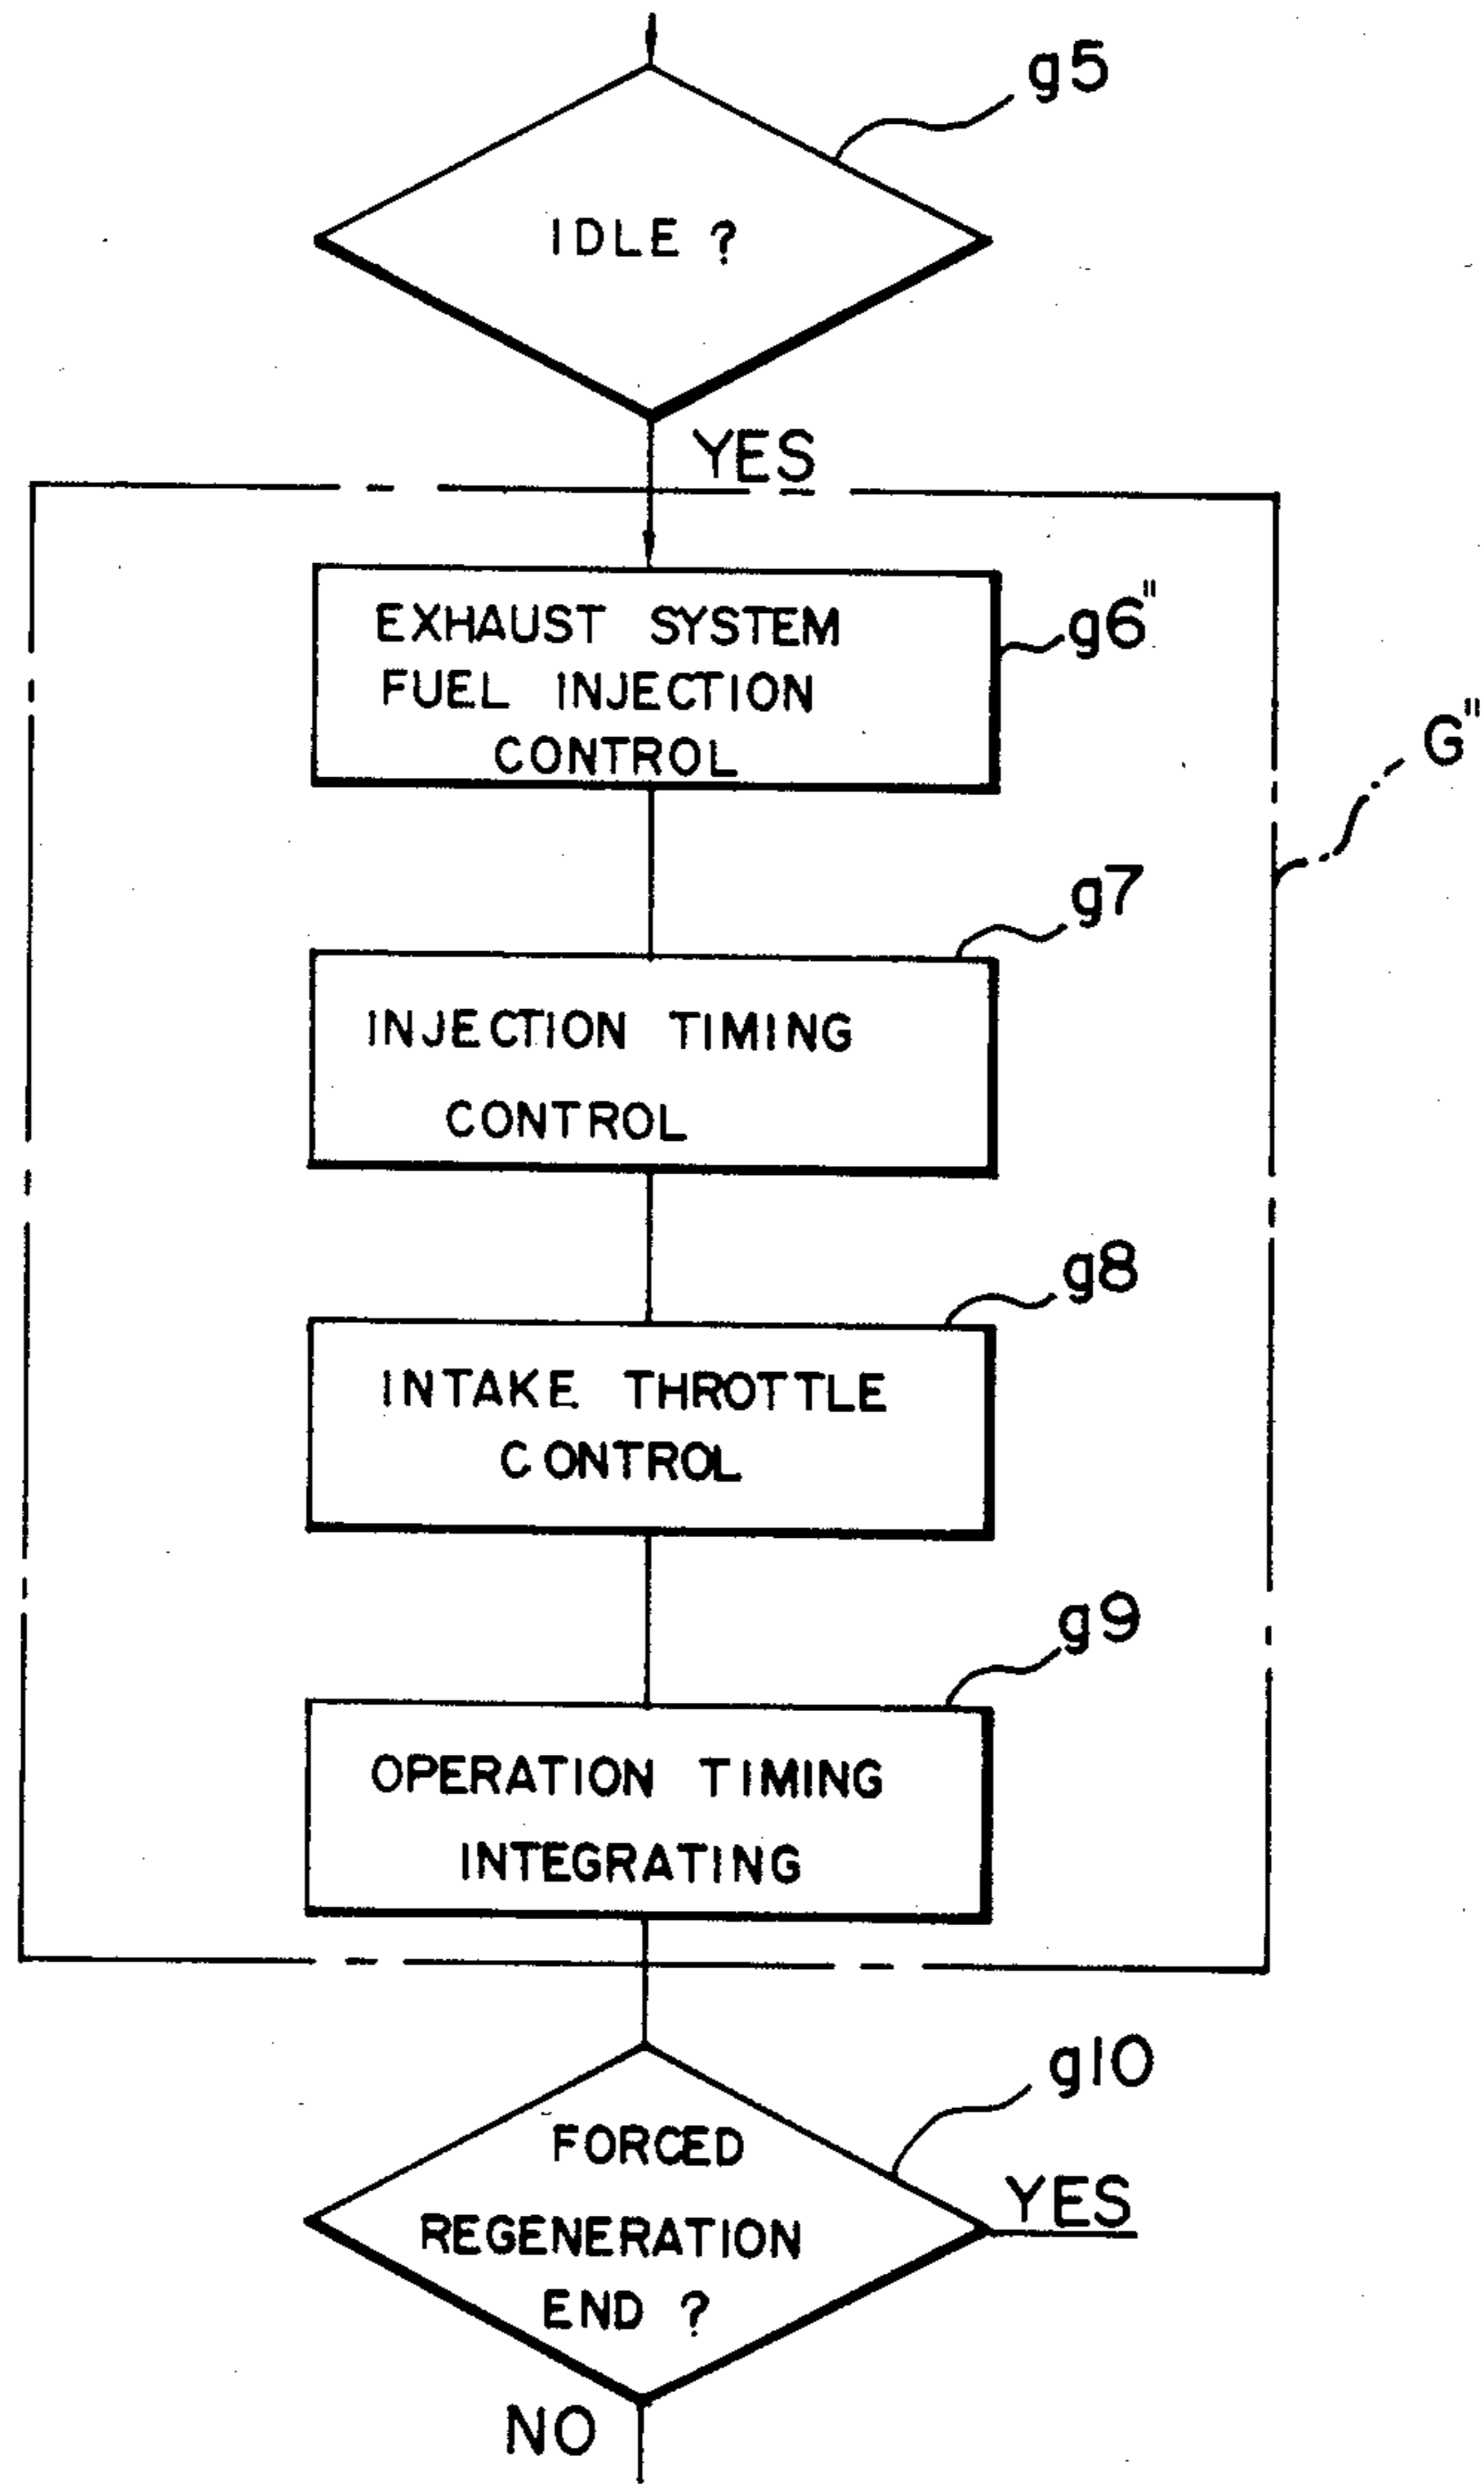 g5
IDLE ?
YES
EXHAUST SYSTEM
FUEL INJECTION
CONTROL
g6"
G"
g7
INJECTION TIMING
CONTROL
g8
INTAKE THROTTLE
CONTROL
g9
OPERATION TIMING
INTEGRATING
g10
FORCED
REGENERATION
END ?
YES
NO